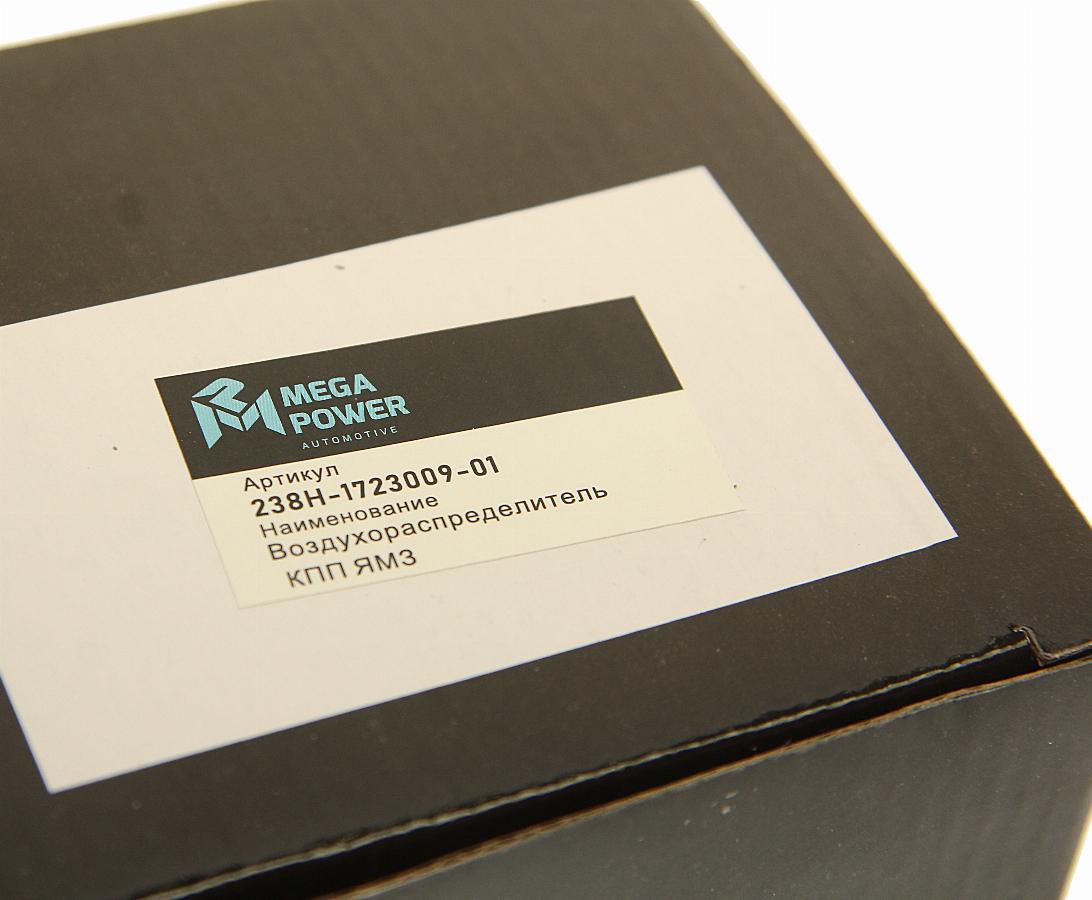 MEGA
POWER
AUTOMOTIVE
Артикул
238Н-1723009-01
Наименование
Воздухораспределитель
КПП ЯМЗ